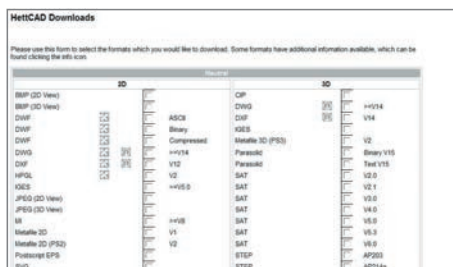 HettCAD Downloads
Please use this form to select the formats which you would like to download. Some formats have additional information available, which can be
found clicking the info icon.
Neutral
2D 3D
BMP (2D View) CIP
BMP (3D View) DWG >=V14
DWF ASCII DXF V14
DWF Binary IGES
DWF Compressed Metafile 3D (PS3) V2
DWG >=V14 Parasolid Binary V15
DXF V12 Parasolid Text V15
HPGL V2 SAT V2.0
IGES >=V5.0 SAT V2.1
JPEG (2D View) SAT V3.0
JPEG (3D View) SAT V4.0
MI >=V8 SAT V5.0
Metafile 2D V1 SAT V5.3
Metafile 2D (PS2) V2 SAT V6.0
Postscript EPS STEP AP203
SVG STEP AP214